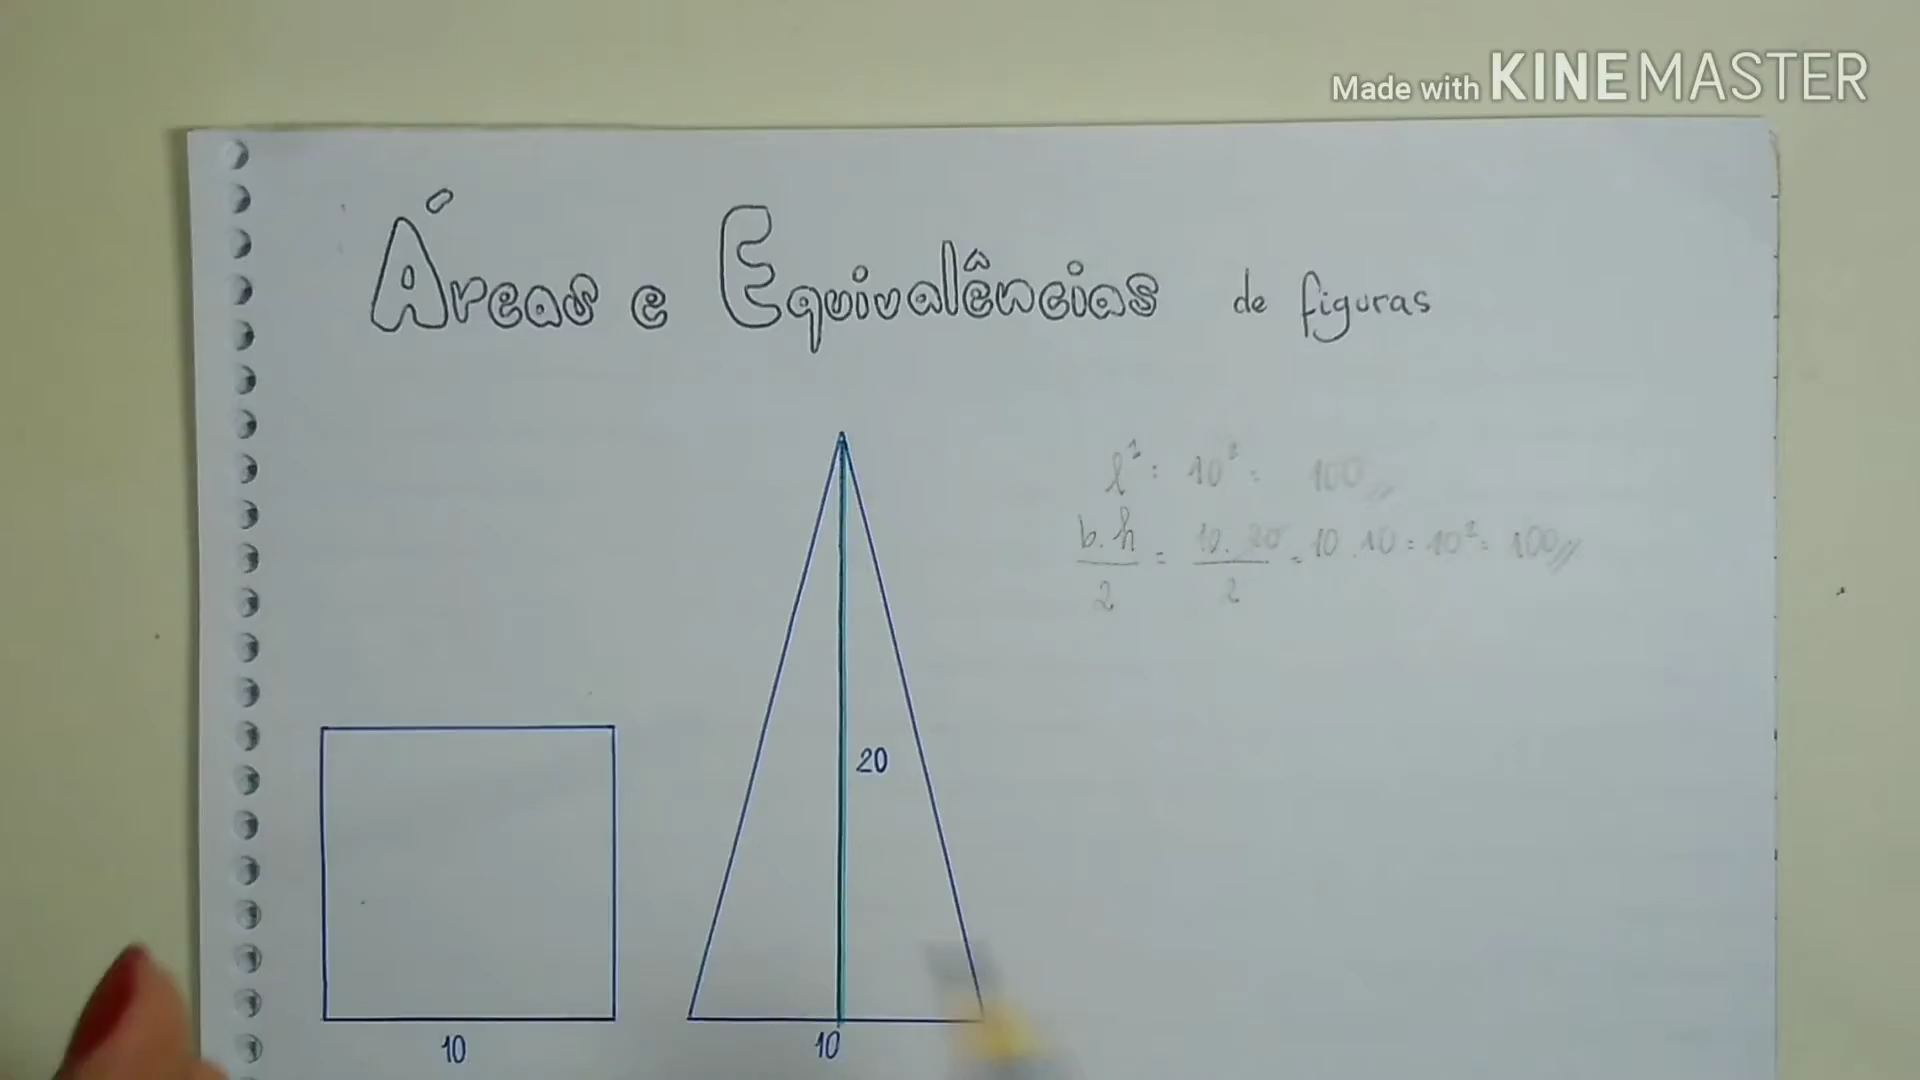 Made with KINEMASTER
Áreas e Equivalências de figuras
l² = 10² = 100//
b.h/2 = 10.20/2 = 10.10 = 10² = 100//
20
10
10